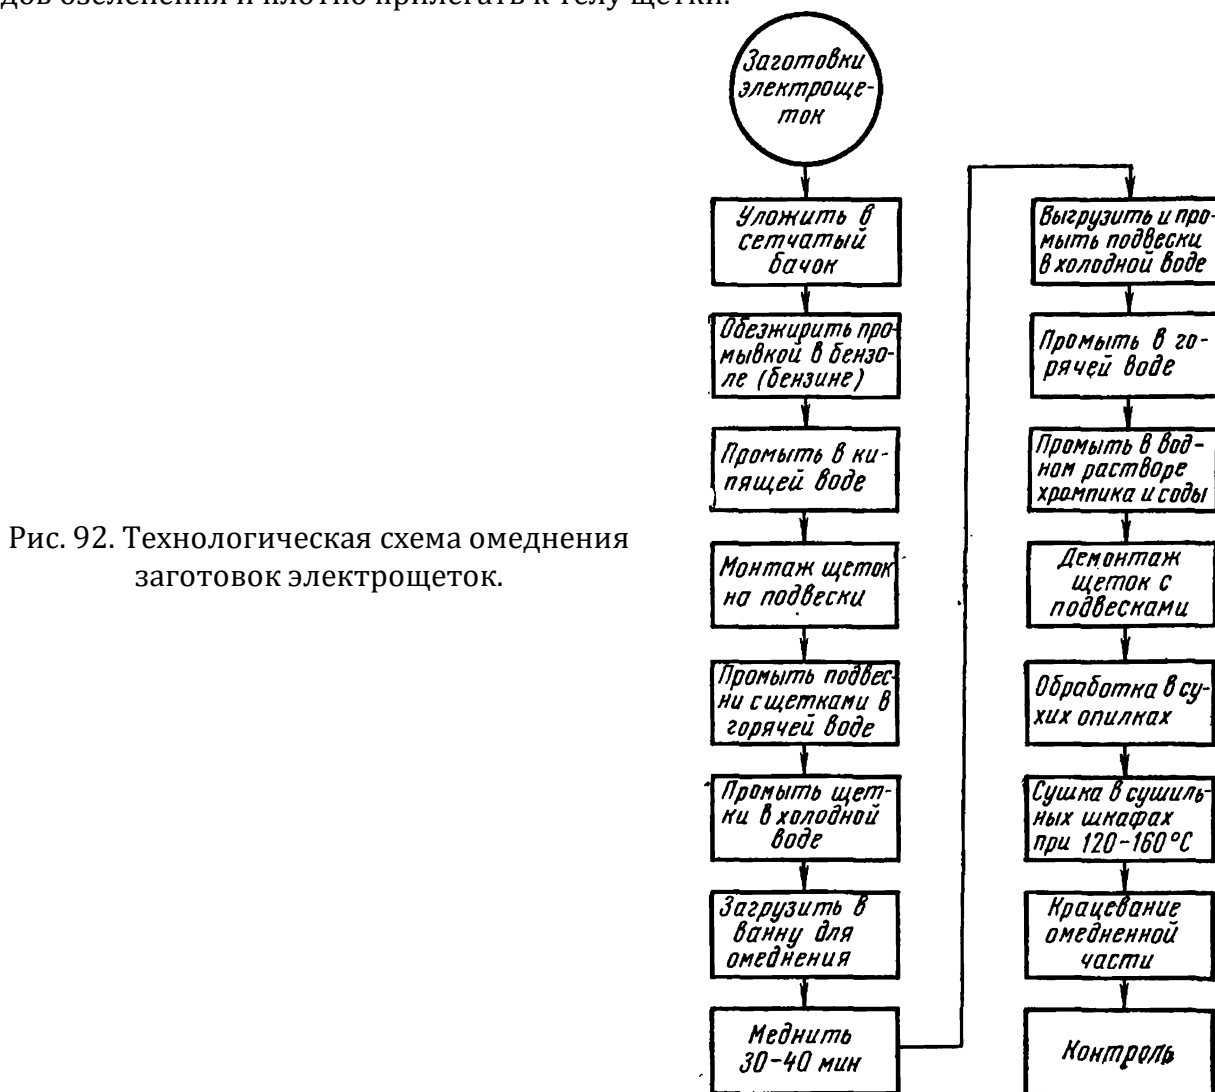 дов озеленения и плотно прилегать к телу щетки.
Рис. 92. Технологическая схема омеднения
заготовок электрощеток.
Заготовки
электроще-
ток
Уложить в
сетчатый
бачок
Обезжирить про-
мывкой в бензо-
ле (бензине)
Промыть в ки-
пящей воде
Монтаж щеток
на подвески
Промыть подвес-
ки с щетками в
горячей воде
Промыть щет-
ки в холодной
воде
Загрузить в
ванну для
омеднения
Меднить
30-40 мин
Выгрузить и про-
мыть подвески
в холодной воде
Промыть в го-
рячей воде
Промыть в вод-
ном растворе
хромпика и соды
Демонтаж
щеток с
подвесками
Обработка в су-
хих опилках
Сушка в сушиль-
ных шкафах
при 120-160°С
Крацевание
омедненной
части
Контроль